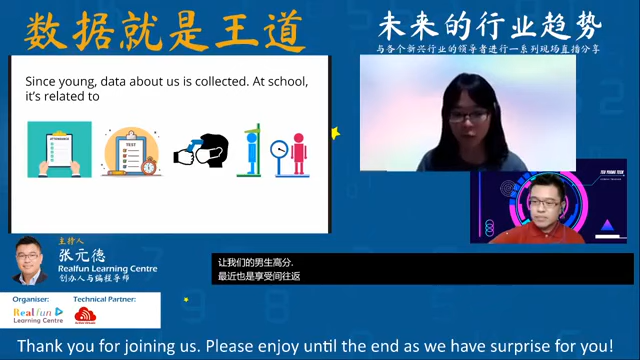 数据就是王道
未来的行业趋势
与各个新兴行业的领导者进行一系列现场直播分享
Since young, data about us is collected. At school,
it's related to
ATTENDANCE
TEST
主持人
张元德
Realfun Learning Centre
创办人与编程导师
让我们的男生高分.
最近也是享受间往返
Organiser:
Technical Partner:
Realfun
Learning Centre
Thank you for joining us. Please enjoy until the end as we have surprise for you!